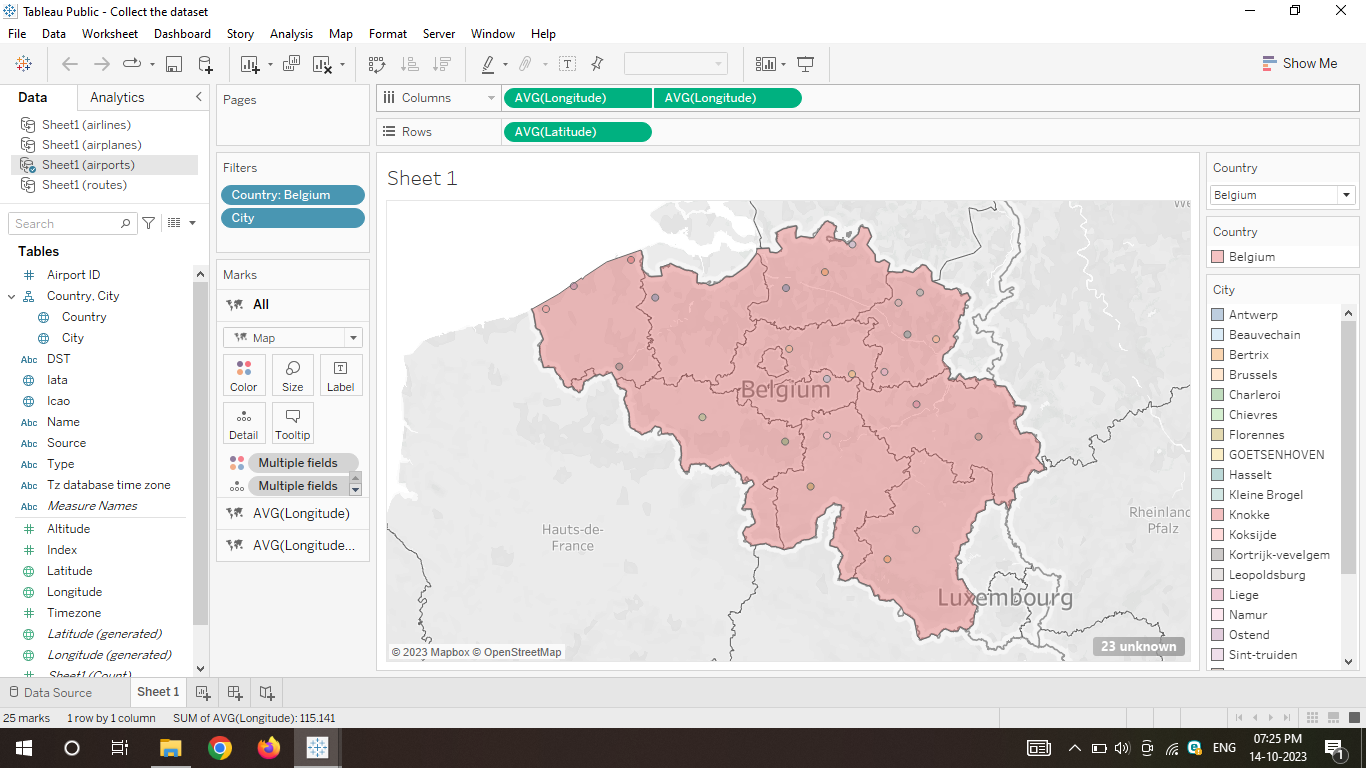 Tableau Public - Collect the dataset
File Data Worksheet Dashboard Story Analysis Map Format Server Window Help
Show Me
Data Analytics
Sheet1 (airlines)
Sheet1 (airplanes)
Sheet1 (airports)
Sheet1 (routes)
Search
Tables
Airport ID
Country, City
Country
City
Abc DST
Iata
Icao
Abc Name
Abc Source
Abc Type
Abc Tz database time zone
Abc Measure Names
Altitude
Index
Latitude
Longitude
Timezone
Latitude (generated)
Longitude (generated)
Sheet1 (Count)
Pages
Filters
Country: Belgium
City
Marks
All
Map
Color Size Label
Detail Tooltip
Multiple fields
Multiple fields
AVG(Longitude)
AVG(Longitude...
Columns AVG(Longitude) AVG(Longitude)
Rows AVG(Latitude)
Sheet 1
We
Belgium
Hauts-de-
France
Rheinland
Pfalz
Luxembourg
© 2023 Mapbox © OpenStreetMap
23 unknown
Country
Belgium
Country
Belgium
City
Antwerp
Beauvechain
Bertrix
Brussels
Charleroi
Chievres
Florennes
GOETSENHOVEN
Hasselt
Kleine Brogel
Knokke
Koksijde
Kortrijk-vevelgem
Leopoldsburg
Liege
Namur
Ostend
Sint-truiden
Data Source Sheet 1
25 marks 1 row by 1 column SUM of AVG(Longitude): 115.141
ENG
07:25 PM
14-10-2023
1